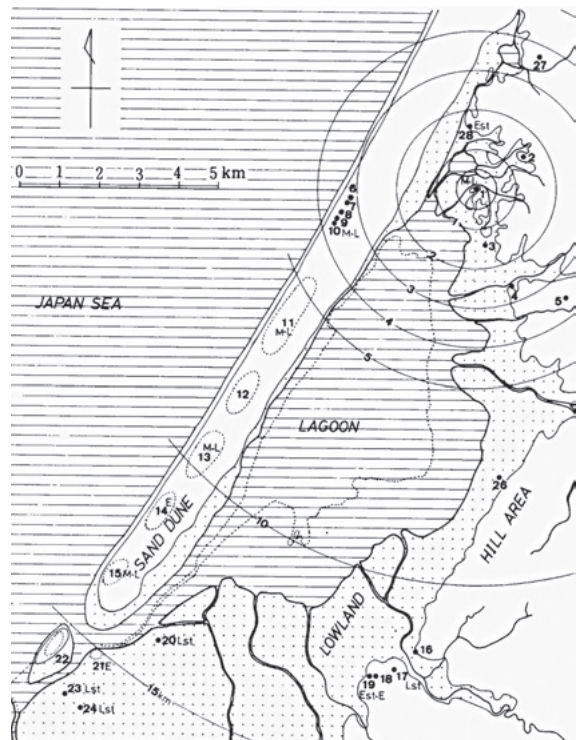 27
Est
28
2
M
1
0 1 2 3 4 5 km
6
7
8
9
10 M-L
3
2
3
4
4
5
5
JAPAN SEA
11
M-L
12
LAGOON
M-L
13
10
26
14 E
SAND DUNE
HILL AREA
15 M-L
LOWLAND
22
21 E
20 Lst
15km
16
23 Lst
24 Lst
19 18 17
Est-E Lst